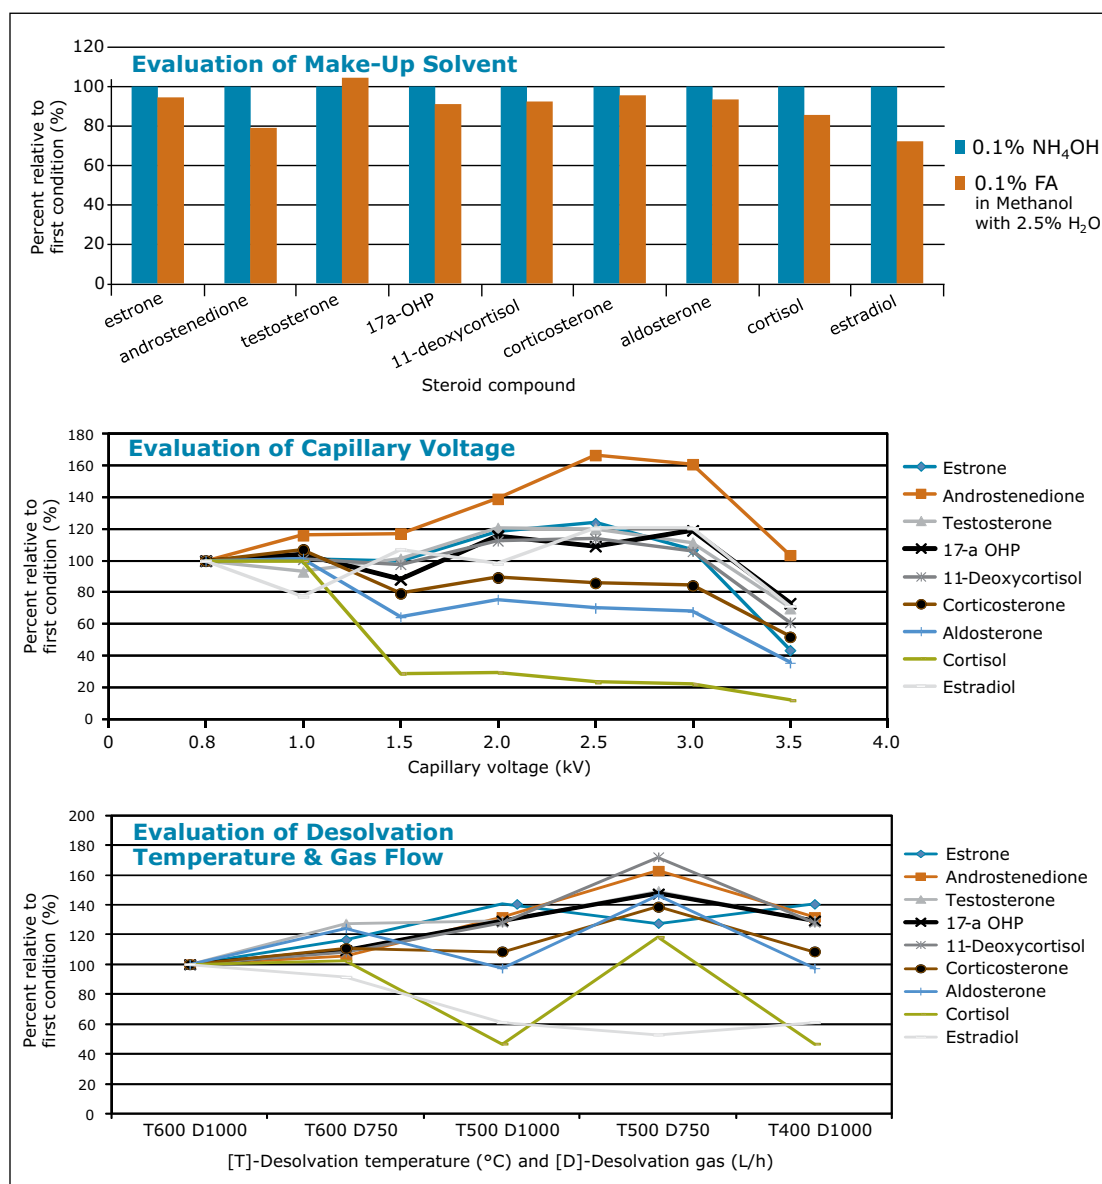 Evaluation of Make-Up Solvent
Percent relative to
first condition (%)
120
100
80
60
40
20
0
estrone
androstenedione
testosterone
17a-OHP
11-deoxycortisol
corticosterone
aldosterone
cortisol
estradiol
Steroid compound
0.1% NH₄OH
0.1% FA
in Methanol
with 2.5% H₂O
Evaluation of Capillary Voltage
Percent relative to
first condition (%)
180
160
140
120
100
80
60
40
20
0
0 0.8 1.0 1.5 2.0 2.5 3.0 3.5 4.0
Capillary voltage (kV)
Estrone
Androstenedione
Testosterone
17-a OHP
11-Deoxycortisol
Corticosterone
Aldosterone
Cortisol
Estradiol
Evaluation of Desolvation
Temperature & Gas Flow
Percent relative to
first condition (%)
200
180
160
140
120
100
80
60
40
20
0
T600 D1000 T600 D750 T500 D1000 T500 D750 T400 D1000
[T]-Desolvation temperature (°C) and [D]-Desolvation gas (L/h)
Estrone
Androstenedione
Testosterone
17-a OHP
11-Deoxycortisol
Corticosterone
Aldosterone
Cortisol
Estradiol